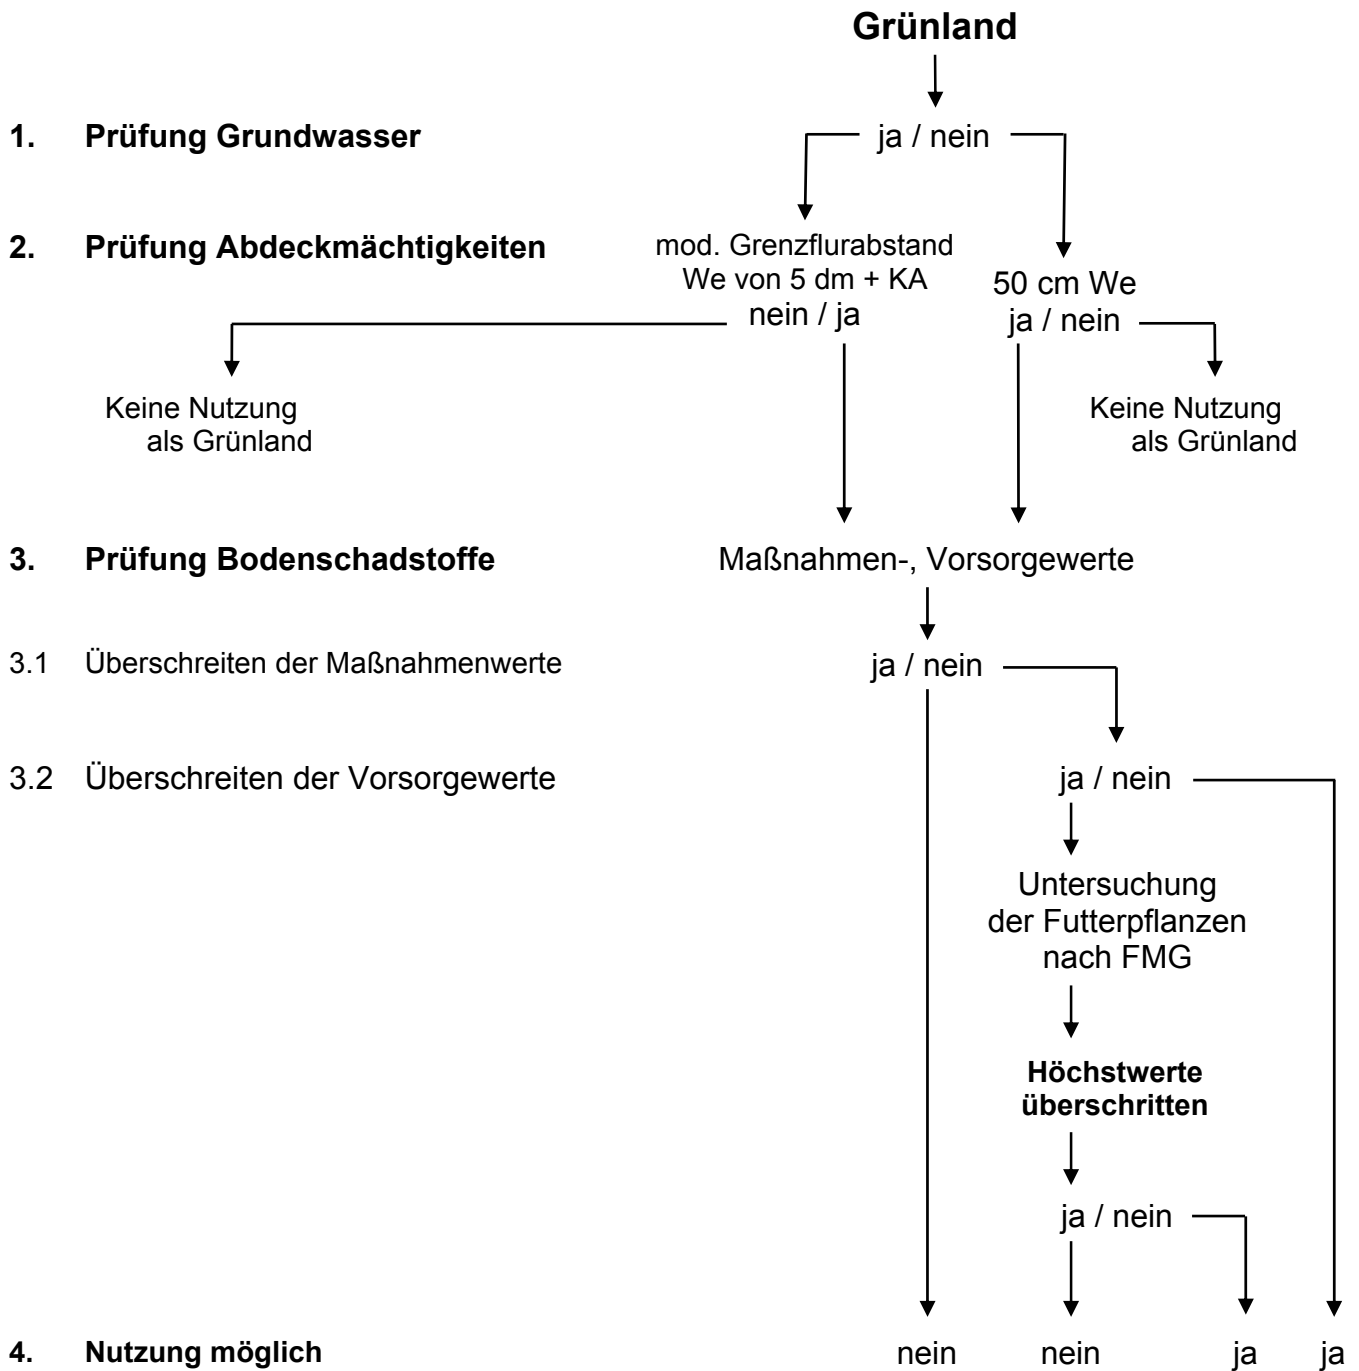 Grünland
1. Prüfung Grundwasser ja / nein
2. Prüfung Abdeckmächtigkeiten
mod. Grenzflurabstand
We von 5 dm + KA
nein / ja
50 cm We
ja / nein
Keine Nutzung
als Grünland
Keine Nutzung
als Grünland
3. Prüfung Bodenschadstoffe Maßnahmen-, Vorsorgewerte
3.1 Überschreiten der Maßnahmenwerte ja / nein
3.2 Überschreiten der Vorsorgewerte ja / nein
Untersuchung
der Futterpflanzen
nach FMG
Höchstwerte
überschritten
ja / nein
4. Nutzung möglich nein nein ja ja